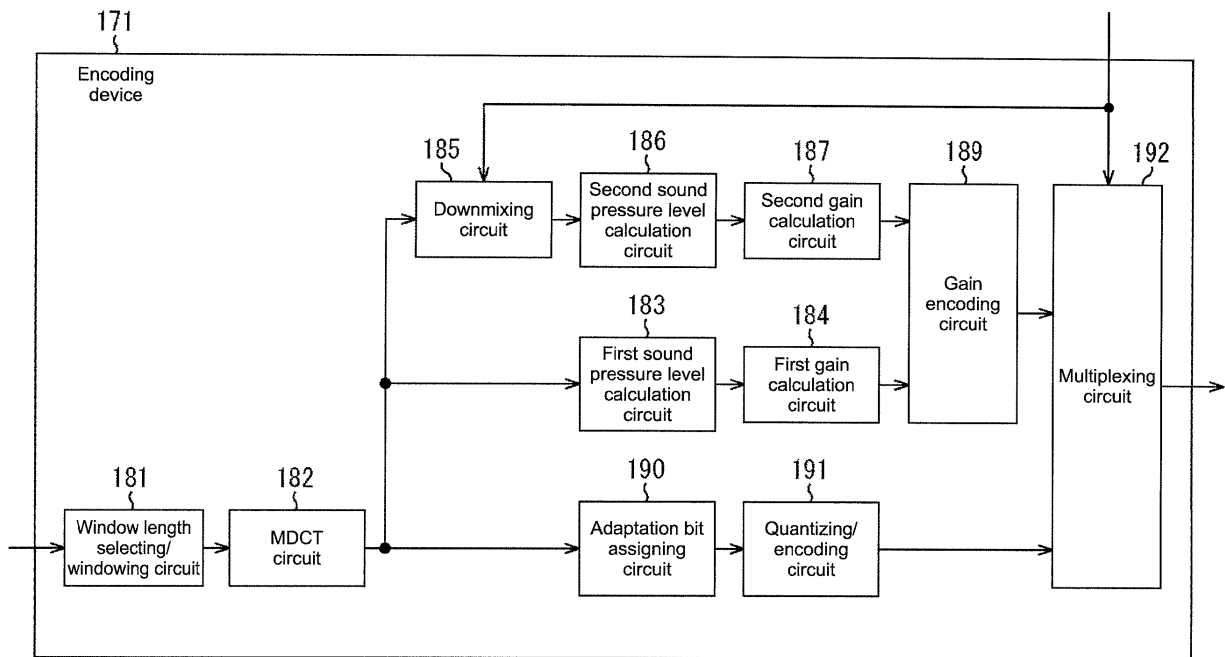 171
Encoding
device
185
Downmixing
circuit
186
Second sound
pressure level
calculation
circuit
187
Second gain
calculation
circuit
189
Gain
encoding
circuit
192
Multiplexing
circuit
183
First sound
pressure level
calculation
circuit
184
First gain
calculation
circuit
181
Window length
selecting/
windowing circuit
182
MDCT
circuit
190
Adaptation bit
assigning
circuit
191
Quantizing/
encoding
circuit